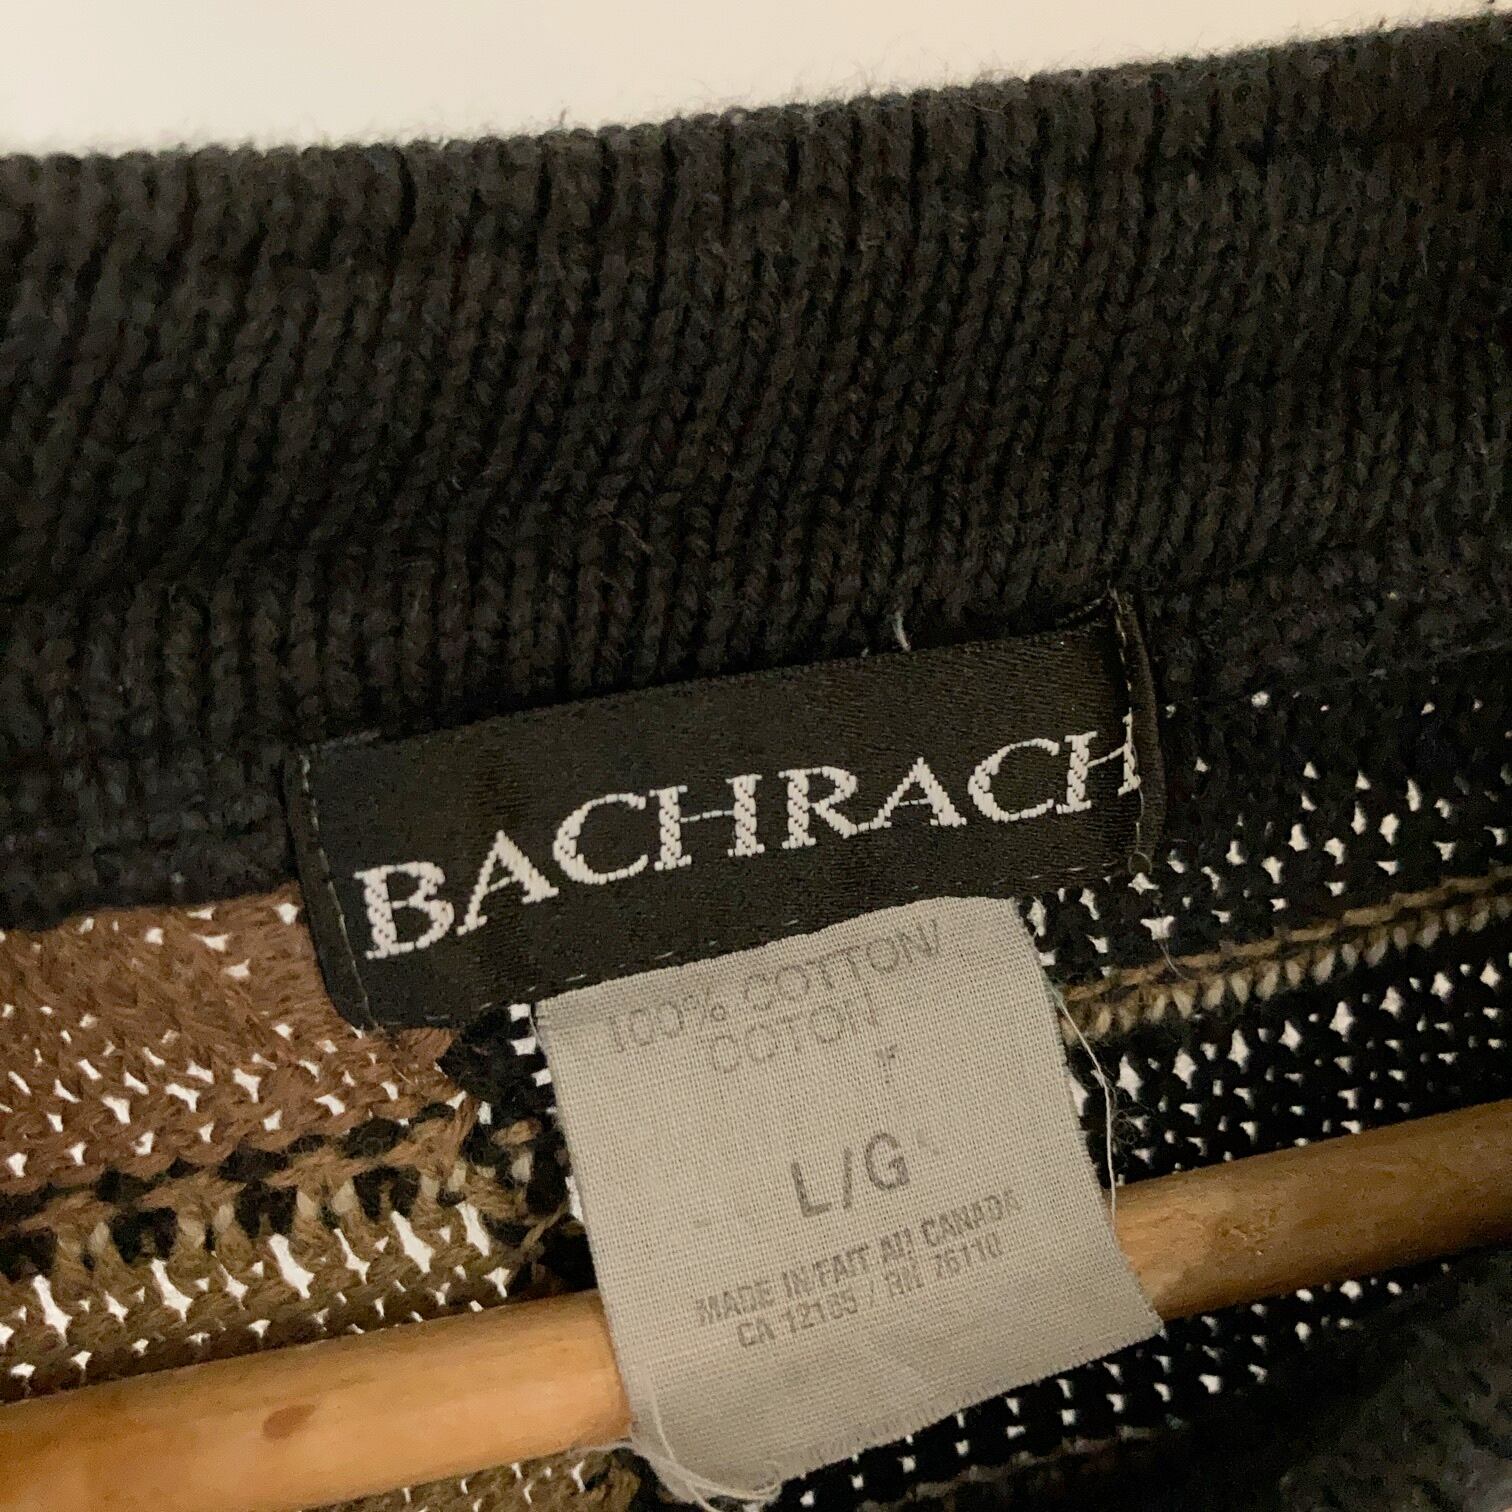 BACHRACH
100% COTTON/
COTON
L/G
MADE IN/FAIT AU CANADA
CA 12165 / RN 76110